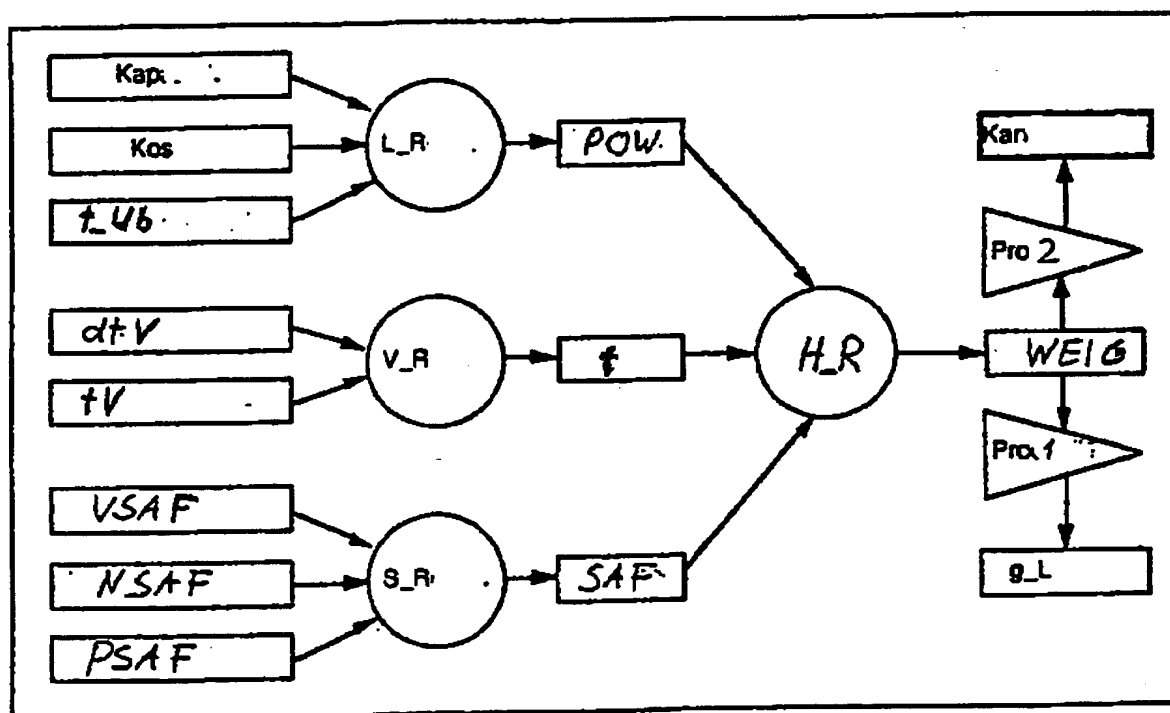 Kap.
Kos
t_Ub
L_R
POW.
dt.V
tV
V_R
t
VSAF
NSAF
PSAF
S_R
SAF
H_R
Kan
Pro 2
WEIG
Pro 1
g_L